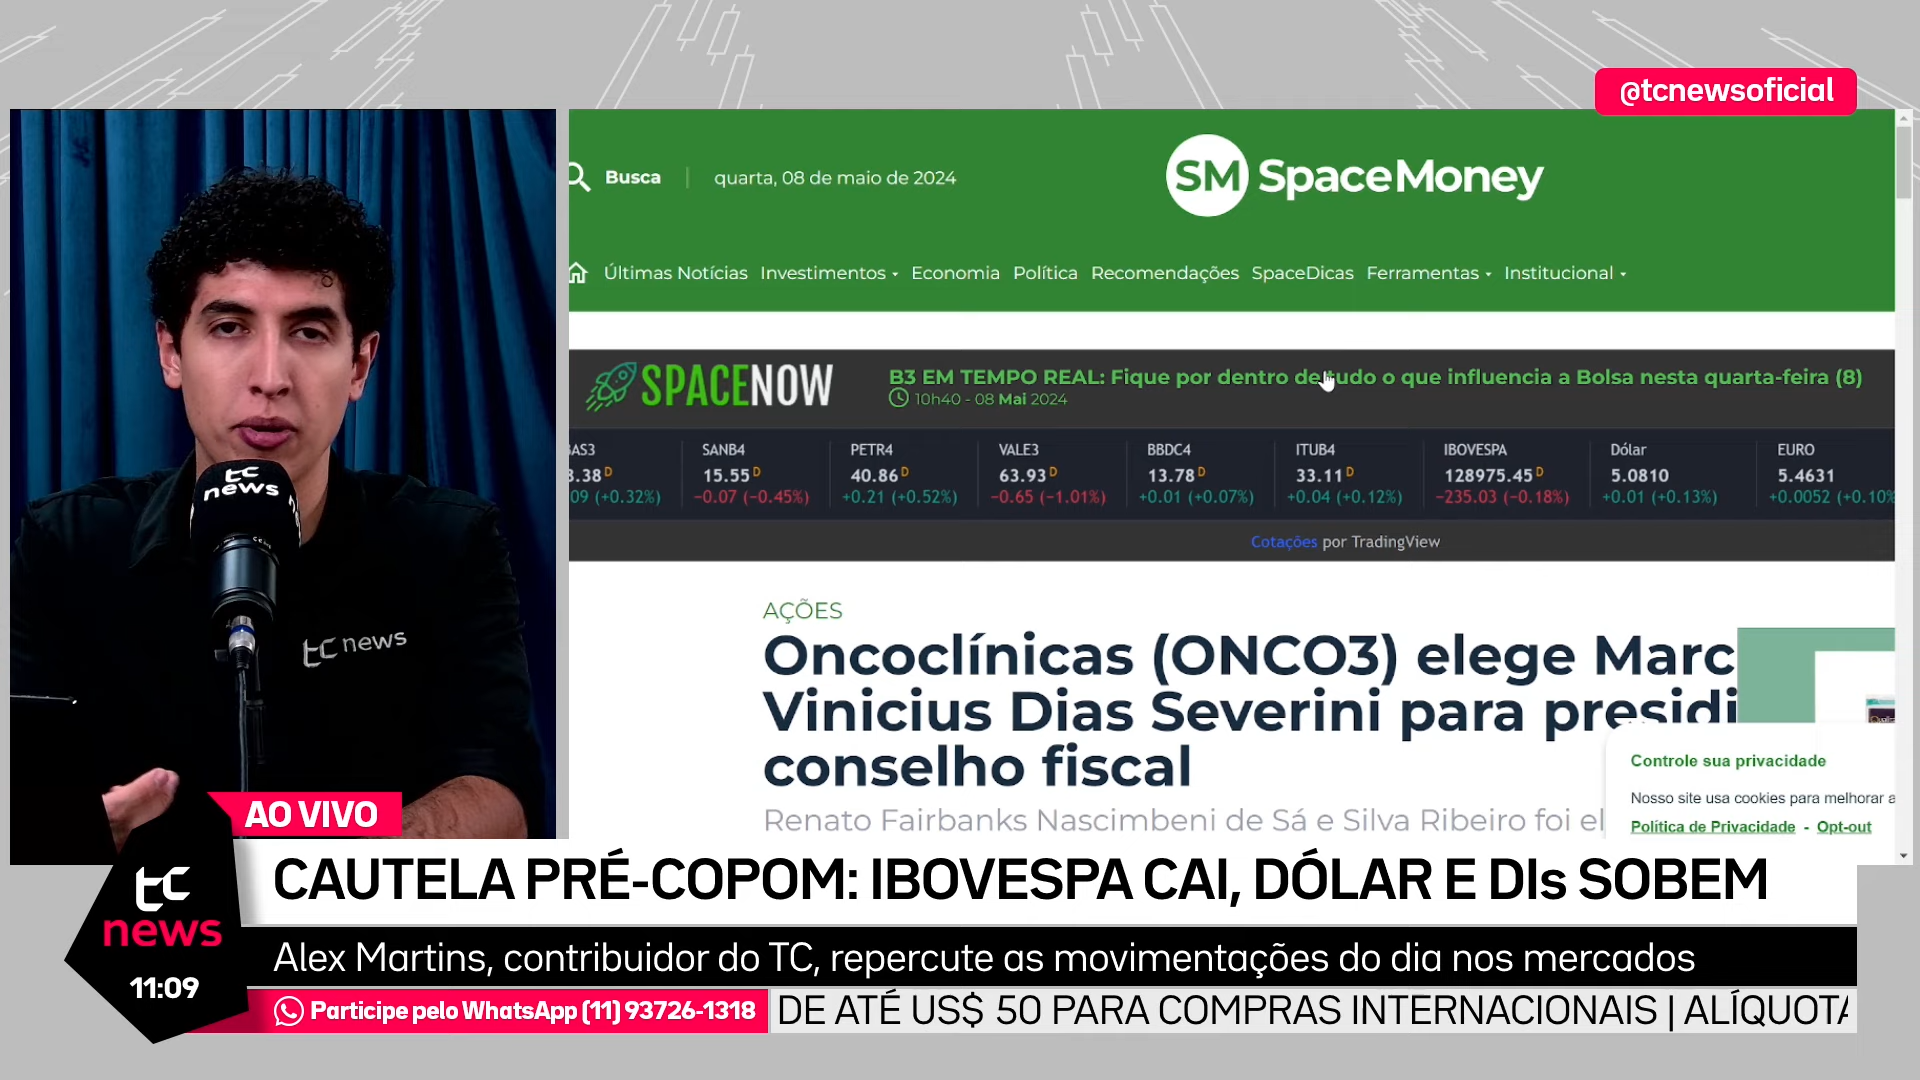 @tcnewsoficial
Busca
quarta, 08 de maio de 2024
SM SpaceMoney
Últimas Notícias Investimentos Economia Política Recomendações SpaceDicas Ferramentas Institucional
SPACENOW
B3 EM TEMPO REAL: Fique por dentro de tudo o que influencia a Bolsa nesta quarta-feira (8)
10h40 - 08 Mai 2024
SANB4 PETR4 VALE3 BBDC4 ITUB4 IBOVESPA Dólar EURO
.38 D 15.55 D 40.86 D 63.93 D 13.78 D 33.11 D 128975.45 D 5.0810 5.4631
09 (+0.32%) −0.07 (−0.45%) +0.21 (+0.52%) −0.65 (−1.01%) +0.01 (+0.07%) +0.04 (+0.12%) −235.03 (−0.18%) +0.01 (+0.13%) +0.0052 (+0.10%
Cotações por TradingView
AÇÕES
Oncoclínicas (ONCO3) elege Marc
Vinicius Dias Severini para presidi
conselho fiscal
Renato Fairbanks Nascimbeni de Sá e Silva Ribeiro foi el
Controle sua privacidade
Nosso site usa cookies para melhorar a
Política de Privacidade - Opt-out
tc
news
tc news
AO VIVO
CAUTELA PRÉ-COPOM: IBOVESPA CAI, DÓLAR E DIs SOBEM
Alex Martins, contribuidor do TC, repercute as movimentações do dia nos mercados
tc
news
11:09
Participe pelo WhatsApp (11) 93726-1318
DE ATÉ US$ 50 PARA COMPRAS INTERNACIONAIS | ALÍQUOTA